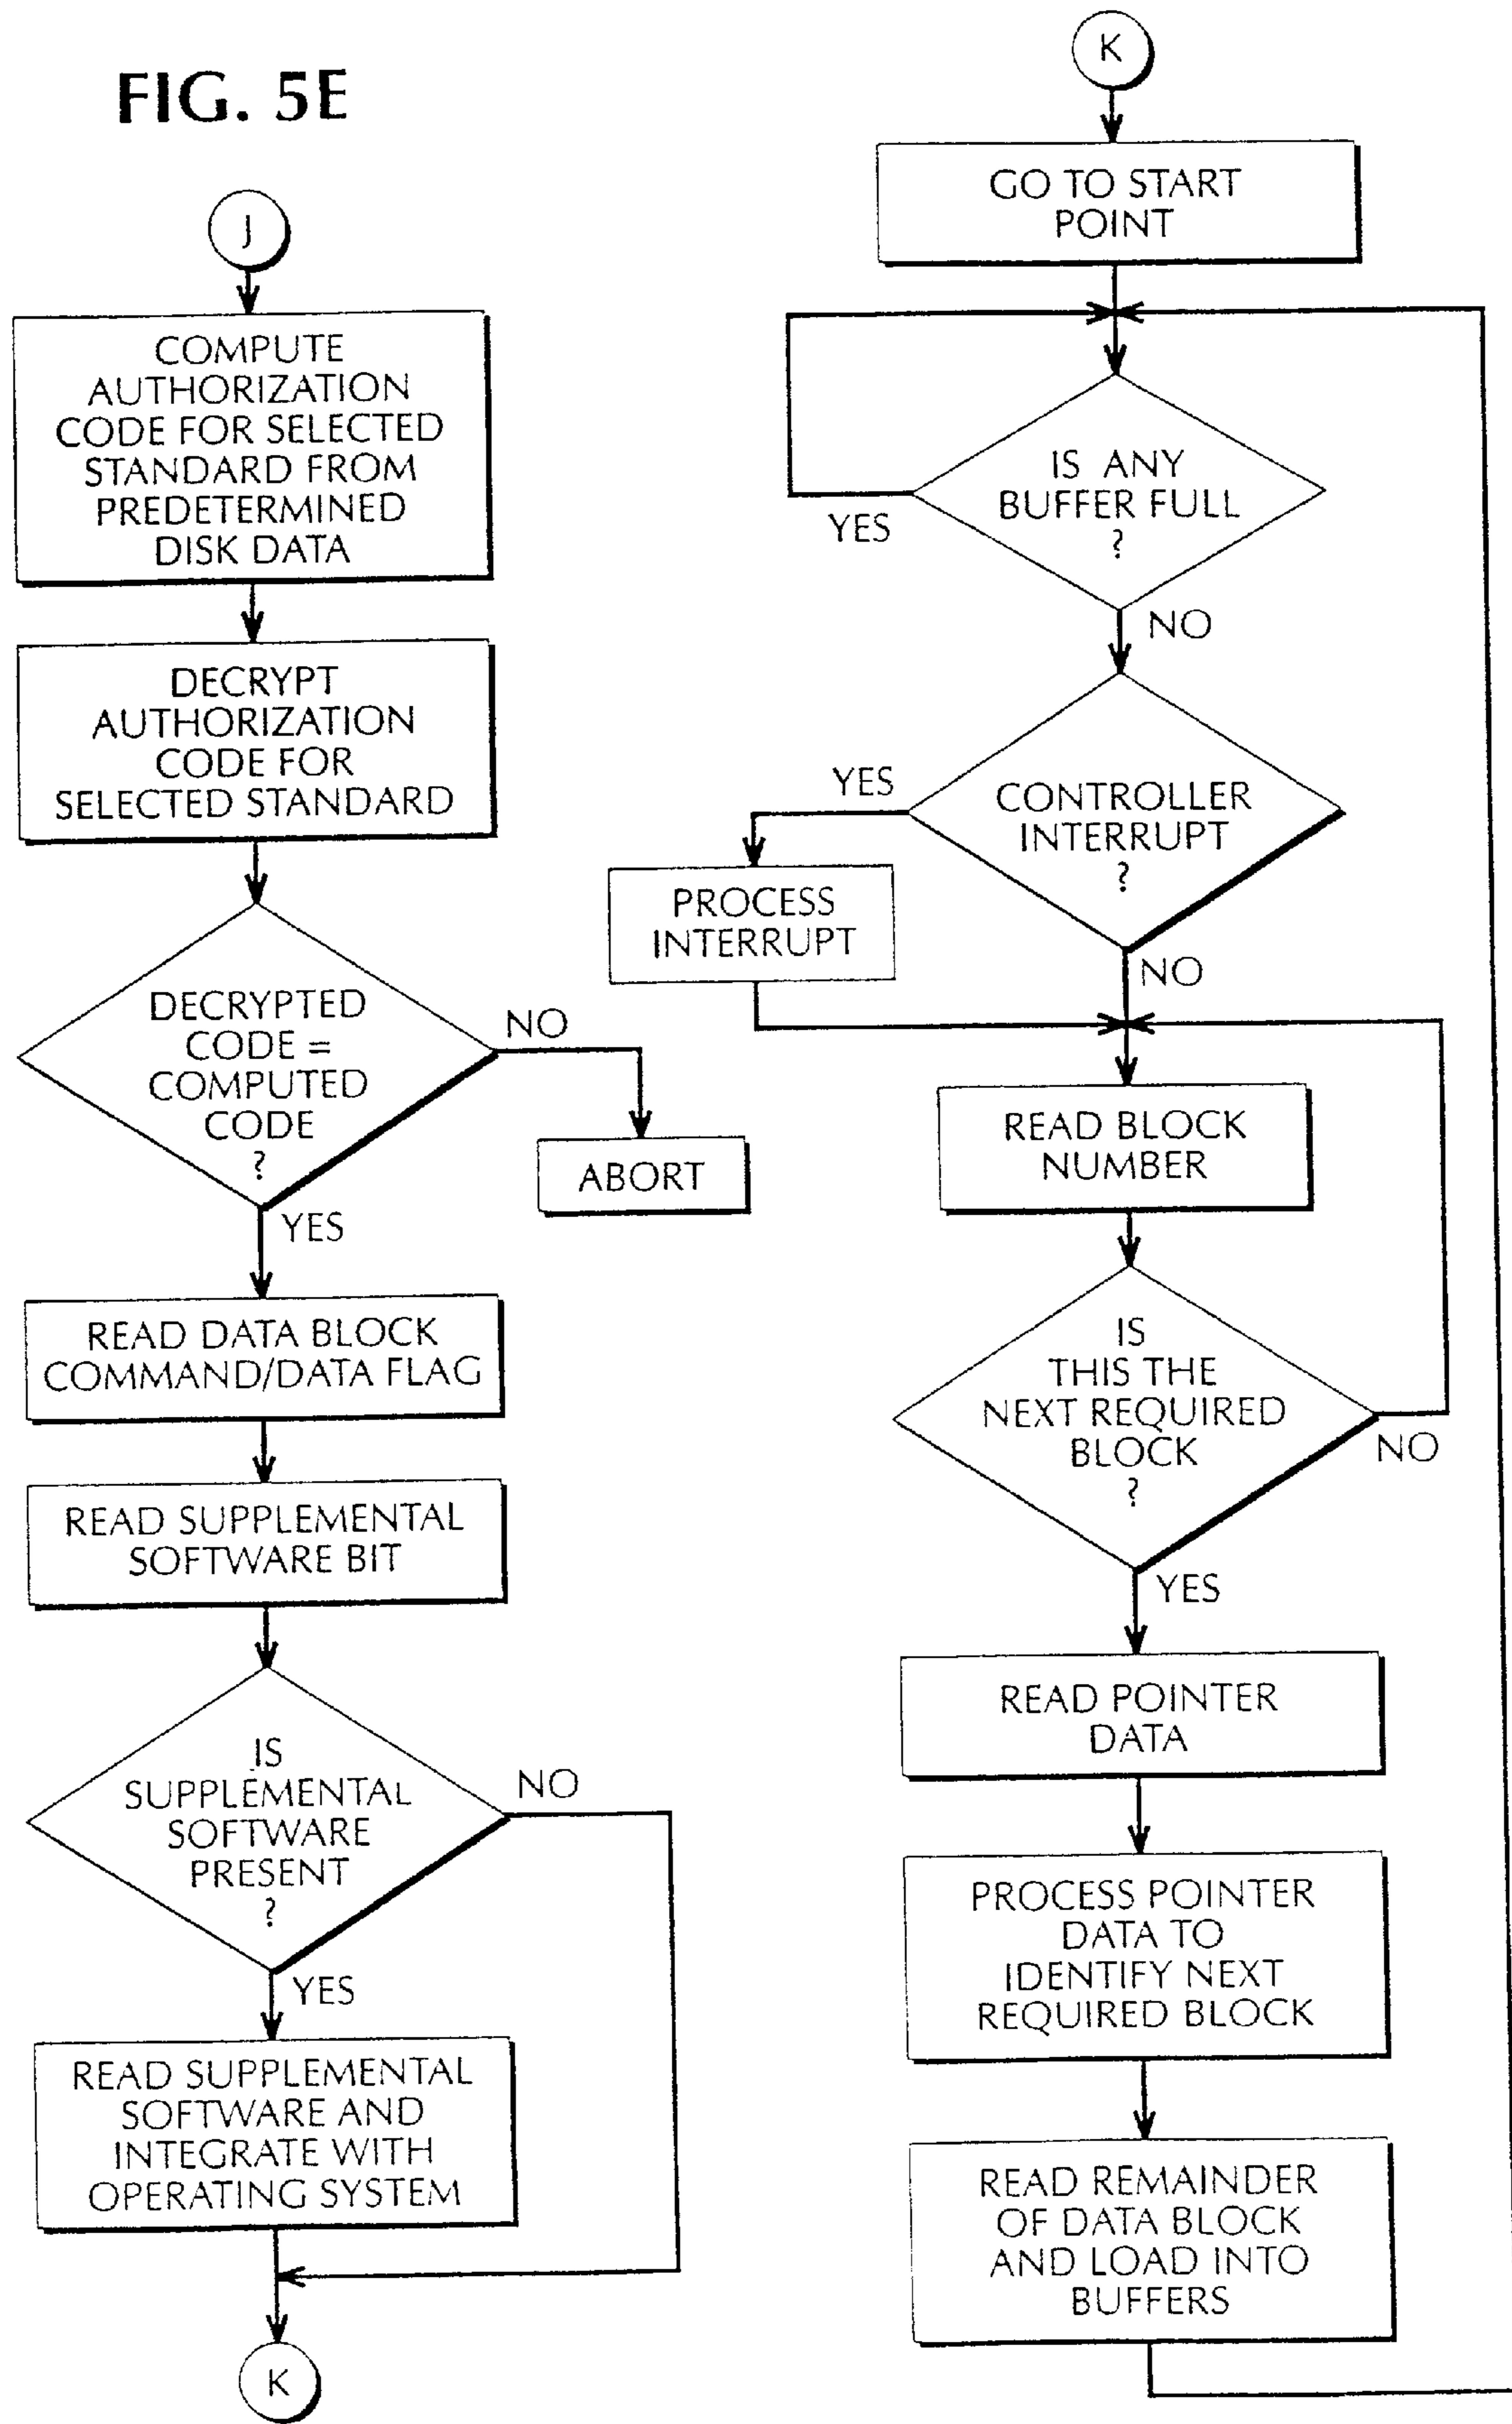 FIG. 5E
J
COMPUTE
AUTHORIZATION
CODE FOR SELECTED
STANDARD FROM
PREDETERMINED
DISK DATA
DECRYPT
AUTHORIZATION
CODE FOR
SELECTED STANDARD
DECRYPTED
CODE =
COMPUTED
CODE
?
NO
ABORT
YES
READ DATA BLOCK
COMMAND/DATA FLAG
READ SUPPLEMENTAL
SOFTWARE BIT
IS
SUPPLEMENTAL
SOFTWARE
PRESENT
?
NO
YES
READ SUPPLEMENTAL
SOFTWARE AND
INTEGRATE WITH
OPERATING SYSTEM
K
K
GO TO START
POINT
IS ANY
BUFFER FULL
?
YES
NO
CONTROLLER
INTERRUPT
?
YES
PROCESS
INTERRUPT
NO
READ BLOCK
NUMBER
IS
THIS THE
NEXT REQUIRED
BLOCK
?
NO
YES
READ POINTER
DATA
PROCESS POINTER
DATA TO
IDENTIFY NEXT
REQUIRED BLOCK
READ REMAINDER
OF DATA BLOCK
AND LOAD INTO
BUFFERS